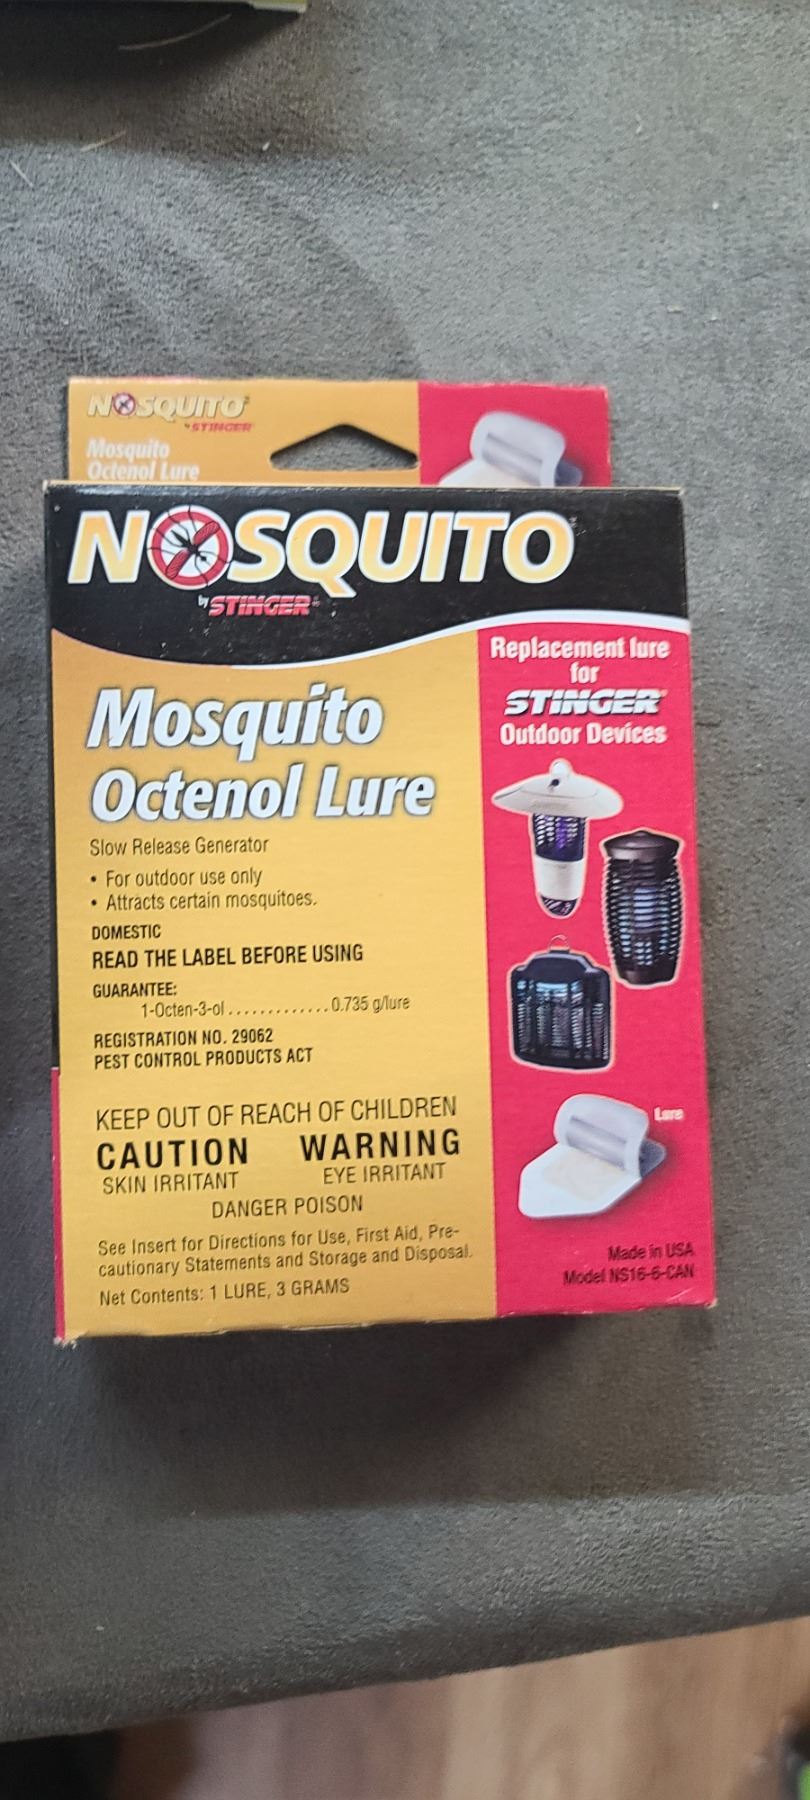 NOSQUITO
by STINGER
Mosquito
Octenol Lure
NOSQUITO
by STINGER
Replacement lure
for
STINGER
Outdoor Devices
Mosquito
Octenol Lure
Slow Release Generator
• For outdoor use only
• Attracts certain mosquitoes.
DOMESTIC
READ THE LABEL BEFORE USING
GUARANTEE:
1-Octen-3-ol ............. 0.735 g/lure
REGISTRATION NO. 29062
PEST CONTROL PRODUCTS ACT
KEEP OUT OF REACH OF CHILDREN
CAUTION WARNING
SKIN IRRITANT EYE IRRITANT
DANGER POISON
See Insert for Directions for Use, First Aid, Pre-
cautionary Statements and Storage and Disposal.
Net Contents: 1 LURE, 3 GRAMS
Lure
Made in USA
Model NS16-6-CAN